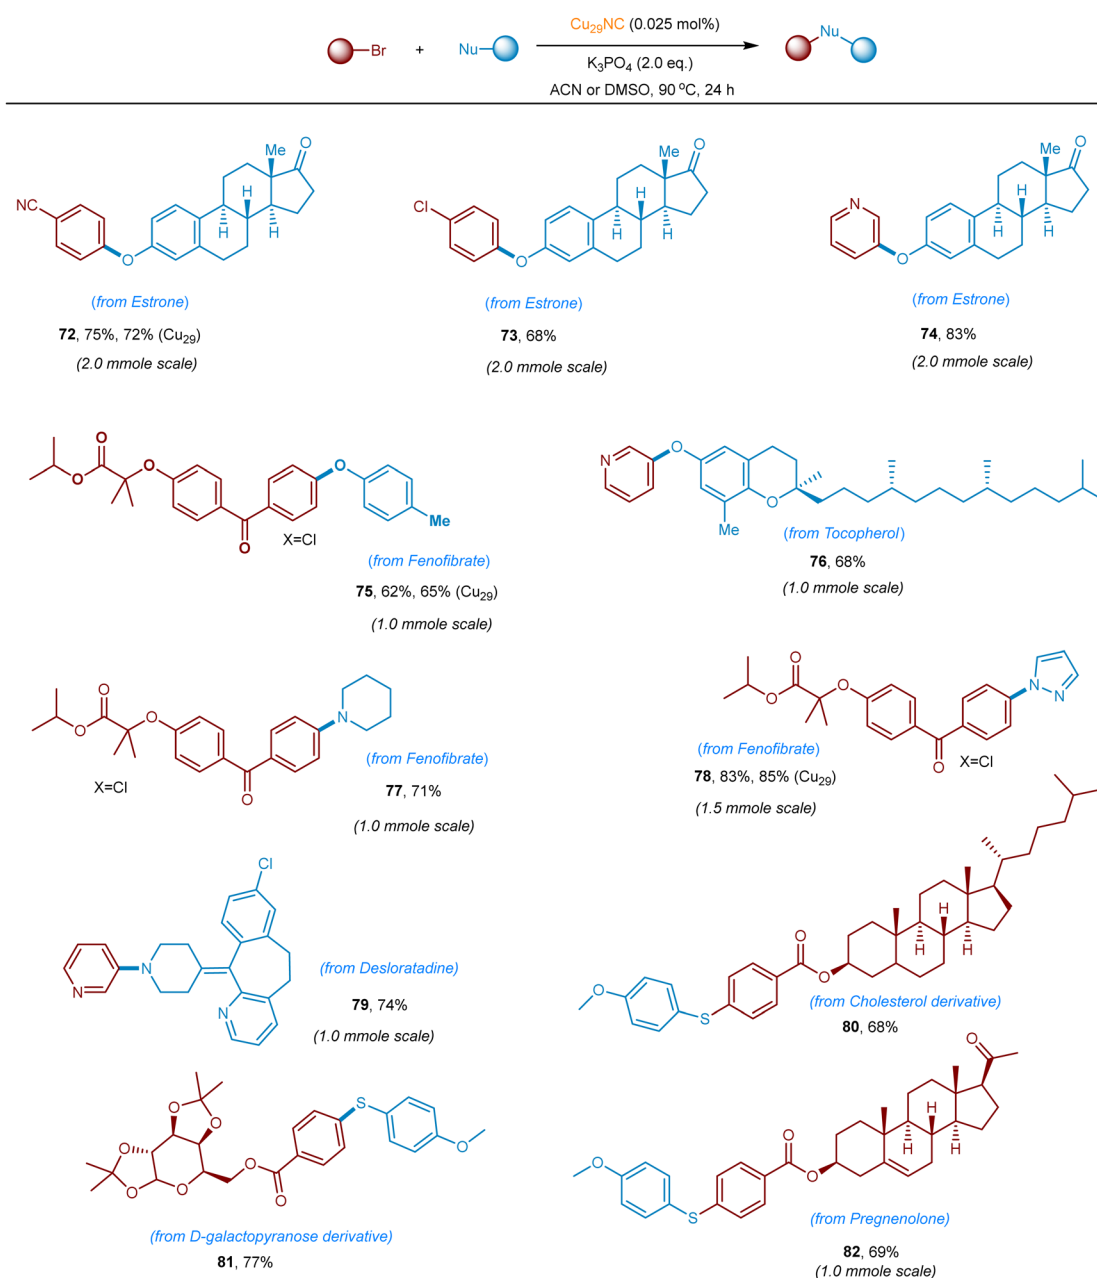 Cu29NC (0.025 mol%)
Br + Nu Nu
K3PO4 (2.0 eq.)
ACN or DMSO, 90 ºC, 24 h
NC O Me O H H H
Cl O Me O H H H
N O Me O H H H
(from Estrone)
72, 75%, 72% (Cu29)
(2.0 mmole scale)
(from Estrone)
73, 68%
(2.0 mmole scale)
(from Estrone)
74, 83%
(2.0 mmole scale)
O O O O O Me
X=Cl
(from Fenofibrate)
75, 62%, 65% (Cu29)
(1.0 mmole scale)
N O O Me
(from Tocopherol)
76, 68%
(1.0 mmole scale)
O O O O N
X=Cl
(from Fenofibrate)
77, 71%
(1.0 mmole scale)
O O O O N N
X=Cl
(from Fenofibrate)
78, 83%, 85% (Cu29)
(1.5 mmole scale)
Cl N N N
(from Desloratadine)
79, 74%
(1.0 mmole scale)
O S O O H H H
(from Cholesterol derivative)
80, 68%
O O O O O O O S O
(from D-galactopyranose derivative)
81, 77%
O S O O O H H H
(from Pregnenolone)
82, 69%
(1.0 mmole scale)